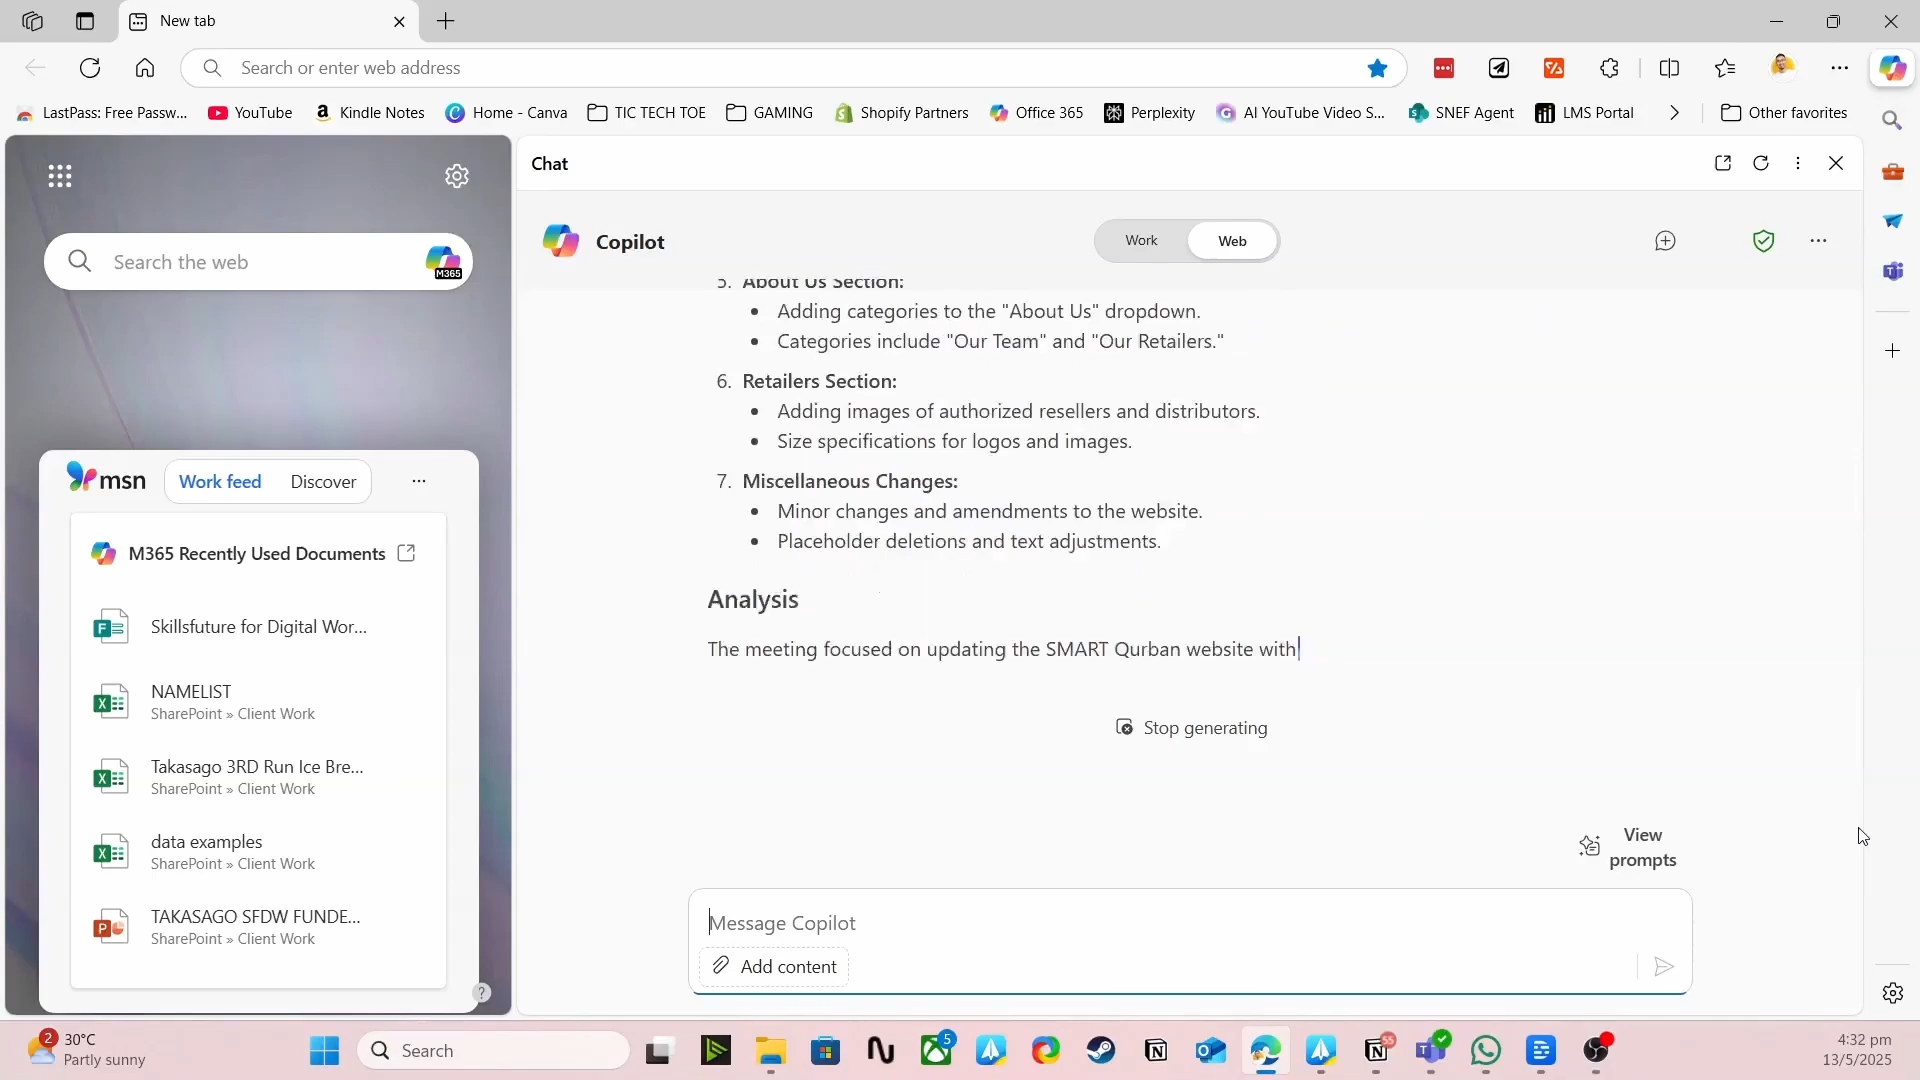 New tab
Search or enter web address
LastPass: Free Passw...
YouTube
Kindle Notes
Home - Canva
TIC TECH TOE
GAMING
Shopify Partners
Office 365
Perplexity
AI YouTube Video S...
SNEF Agent
LMS Portal
Other favorites
Search the web
M365
msn
Work feed
Discover
M365 Recently Used Documents
Skillsfuture for Digital Wor...
NAMELIST
SharePoint » Client Work
Takasago 3RD Run Ice Bre...
SharePoint » Client Work
data examples
SharePoint » Client Work
TAKASAGO SFDW FUNDE...
SharePoint » Client Work
?
Chat
Copilot
Work
Web
5. About Us Section:
• Adding categories to the "About Us" dropdown.
• Categories include "Our Team" and "Our Retailers."
6. Retailers Section:
• Adding images of authorized resellers and distributors.
• Size specifications for logos and images.
7. Miscellaneous Changes:
• Minor changes and amendments to the website.
• Placeholder deletions and text adjustments.
Analysis
The meeting focused on updating the SMART Qurban website with
Stop generating
View
prompts
Message Copilot
Add content
2
30°C
Partly sunny
Search
5
55
4:32 pm
13/5/2025